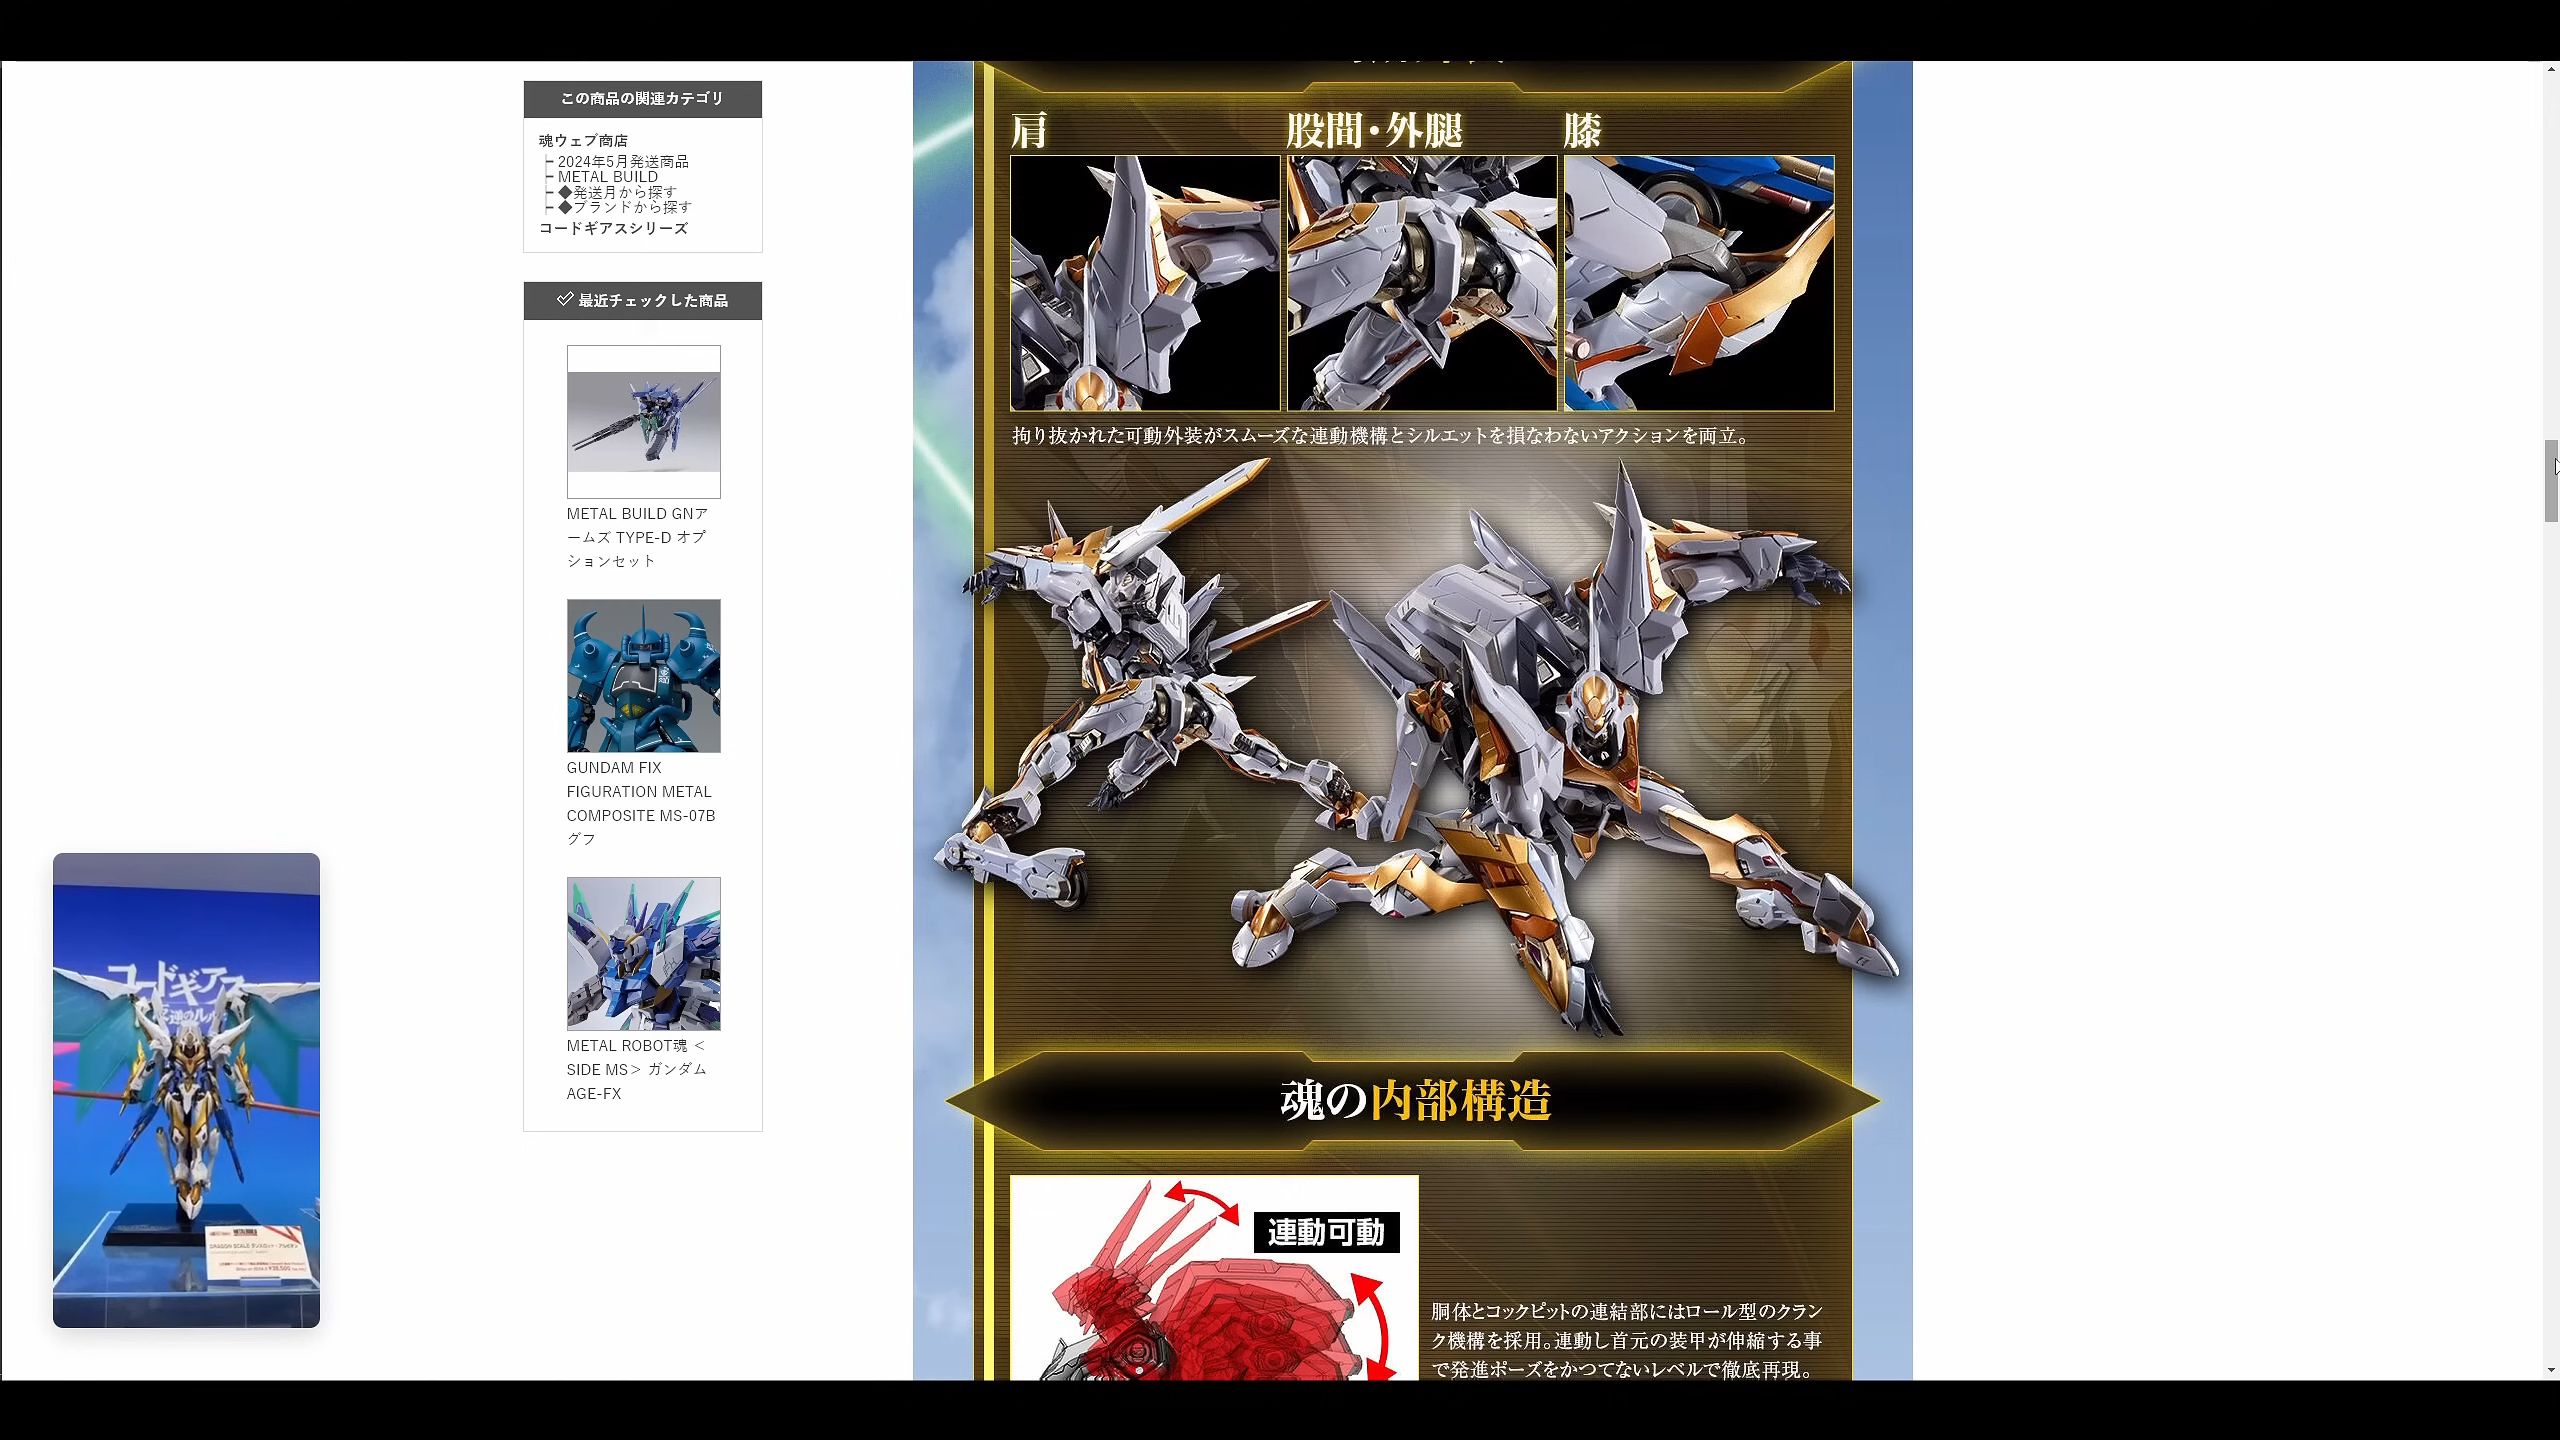 この商品の関連カテゴリ
魂ウェブ商店
2024年5月発送商品
METAL BUILD
◆発送月から探す
◆ブランドから探す
コードギアスシリーズ
最近チェックした商品
METAL BUILD GNア
ームズ TYPE-D オプ
ションセット
GUNDAM FIX
FIGURATION METAL
COMPOSITE MS-07B
グフ
METAL ROBOT魂 ＜
SIDE MS＞ ガンダム
AGE-FX
コードギアス
肩
股間・外腿
膝
拘り抜かれた可動外装がスムーズな連動機構とシルエットを損なわないアクションを両立。
魂の内部構造
連動可動
胴体とコックピットの連結部にはロール型のクラン
ク機構を採用。連動し首元の装甲が伸縮する事
で発進ポーズをかつてないレベルで徹底再現。